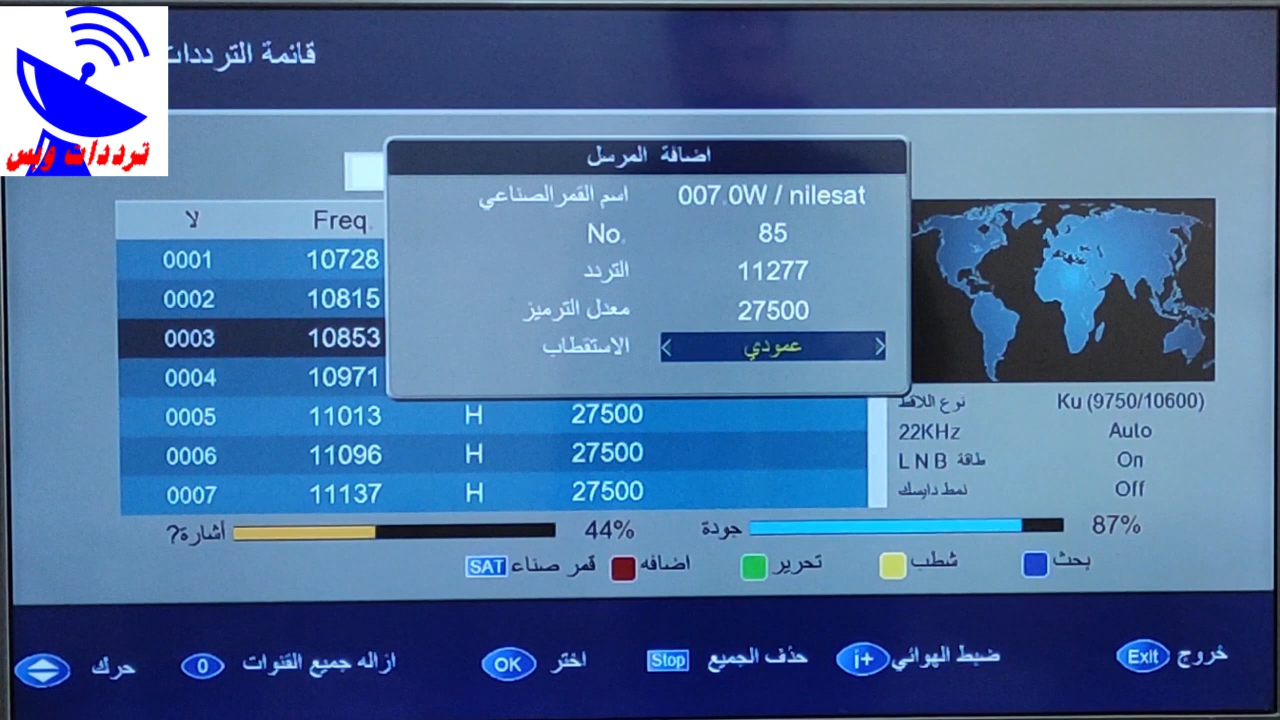 قائمة الترددات
ترددات ويس
اضافة المرسل
اسم القمر الصناعي 007.0W / nilesat
No. 85
التردد 11277
معدل الترميز 27500
الاستقطاب < عمودي >
لا Freq.
0001 10728
0002 10815
0003 10853
0004 10971
0005 11013 H 27500
0006 11096 H 27500
0007 11137 H 27500
نوع اللاقط Ku (9750/10600)
22KHz Auto
طاقة LNB On
نمط دايسك Off
أشارة? 44% جودة 87%
SAT قمر صناء اضافه تحرير شطب بحث
حرك 0 ازاله جميع القنوات OK اختر Stop حذف الجميع i+ ضبط الهوائي Exit خروج